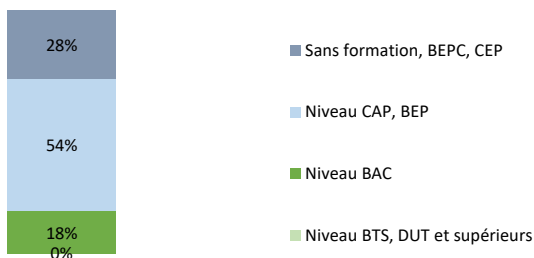 28%
54%
18%
0%
Sans formation, BEPC, CEP
Niveau CAP, BEP
Niveau BAC
Niveau BTS, DUT et supérieurs